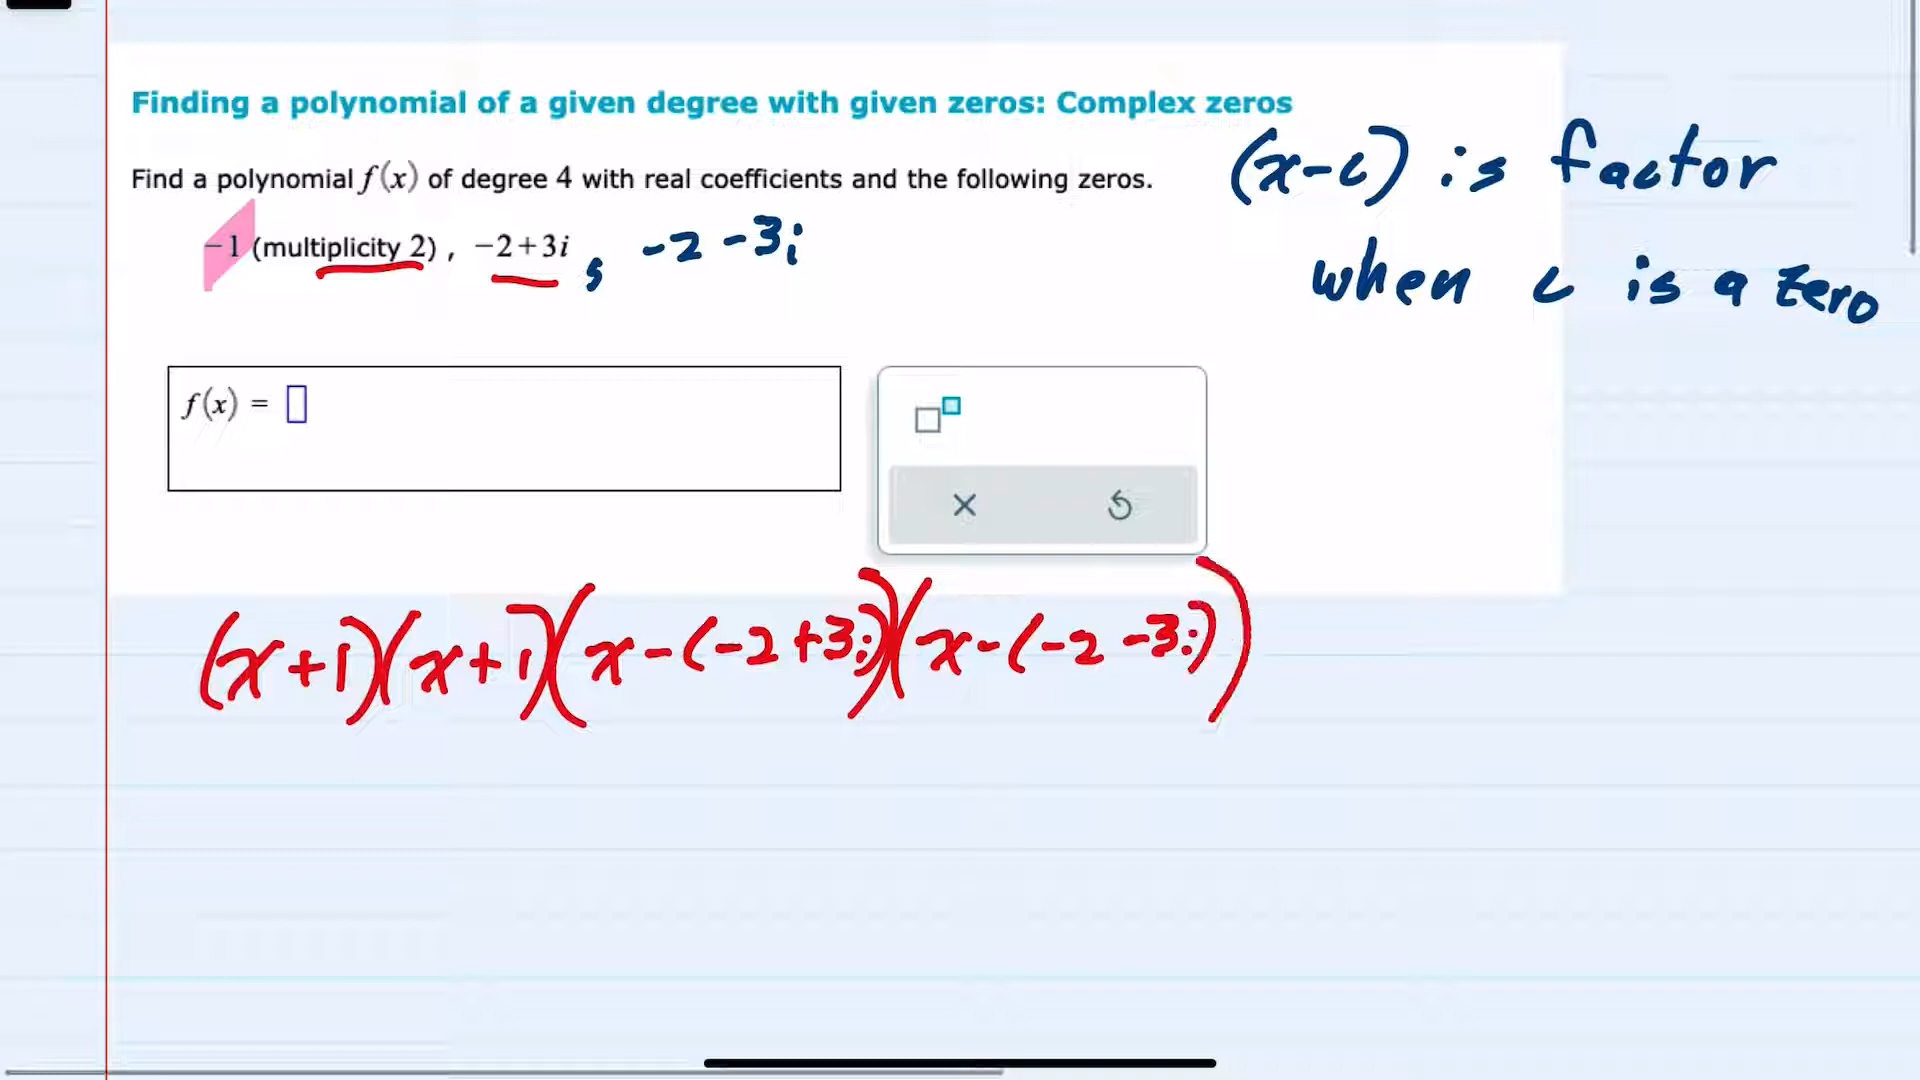 Finding a polynomial of a given degree with given zeros: Complex zeros
Find a polynomial f(x) of degree 4 with real coefficients and the following zeros.
(x-c) is factor
-1 (multiplicity 2), -2+3i, -2-3i
when c is a zero
f(x) = 
(x+1)(x+1)(x-(-2+3i))(x-(-2-3i))